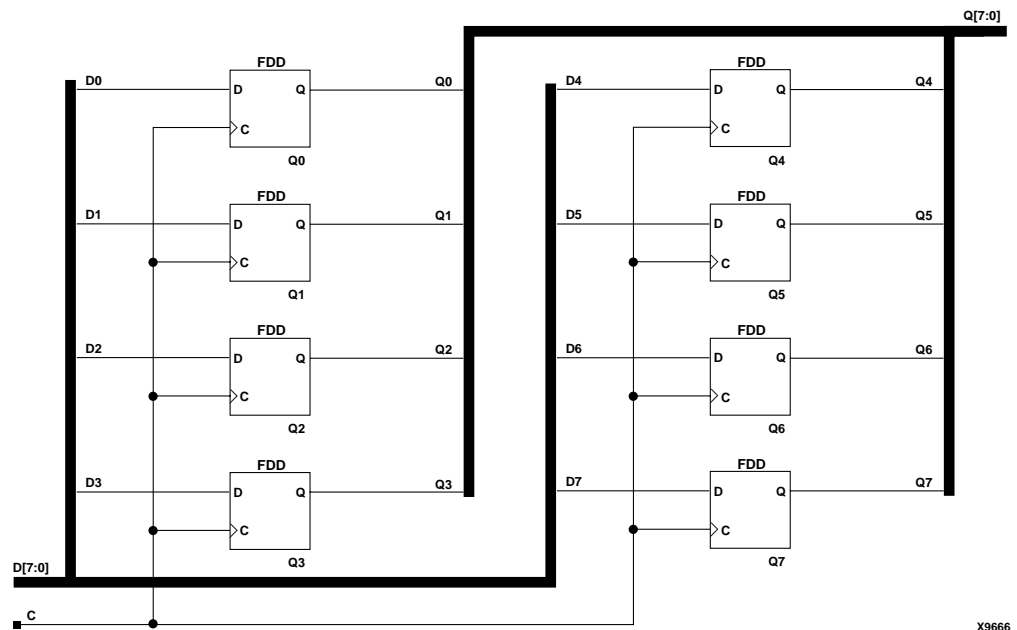 Q[7:0]
FDD
FDD
D0 D Q Q0
D4 D Q Q4
C
C
Q0
Q4
FDD
FDD
D1 D Q Q1
D5 D Q Q5
C
C
Q1
Q5
FDD
FDD
D2 D Q Q2
D6 D Q Q6
C
C
Q2
Q6
FDD
FDD
D3 D Q Q3
D7 D Q Q7
C
C
Q3
Q7
D[7:0]
C
X9666